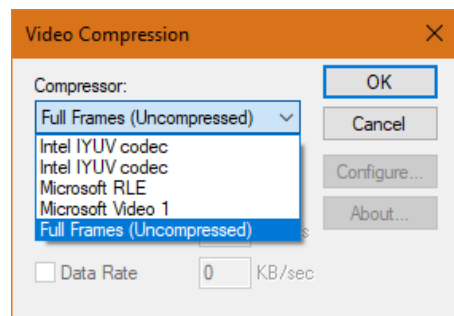 Video Compression
Compressor:
Full Frames (Uncompressed)
Intel IYUV codec
Intel IYUV codec
Microsoft RLE
Microsoft Video 1
Full Frames (Uncompressed)
Data Rate
0 KB/sec
OK
Cancel
Configure...
About...